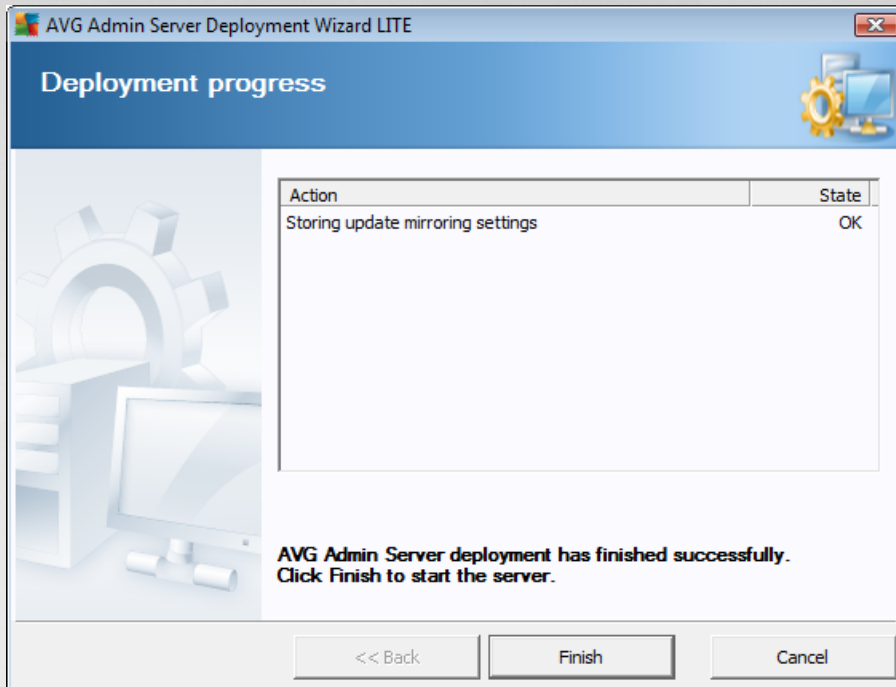 AVG Admin Server Deployment Wizard LITE
Deployment progress
Action State
Storing update mirroring settings OK
AVG Admin Server deployment has finished successfully.
Click Finish to start the server.
<< Back Finish Cancel